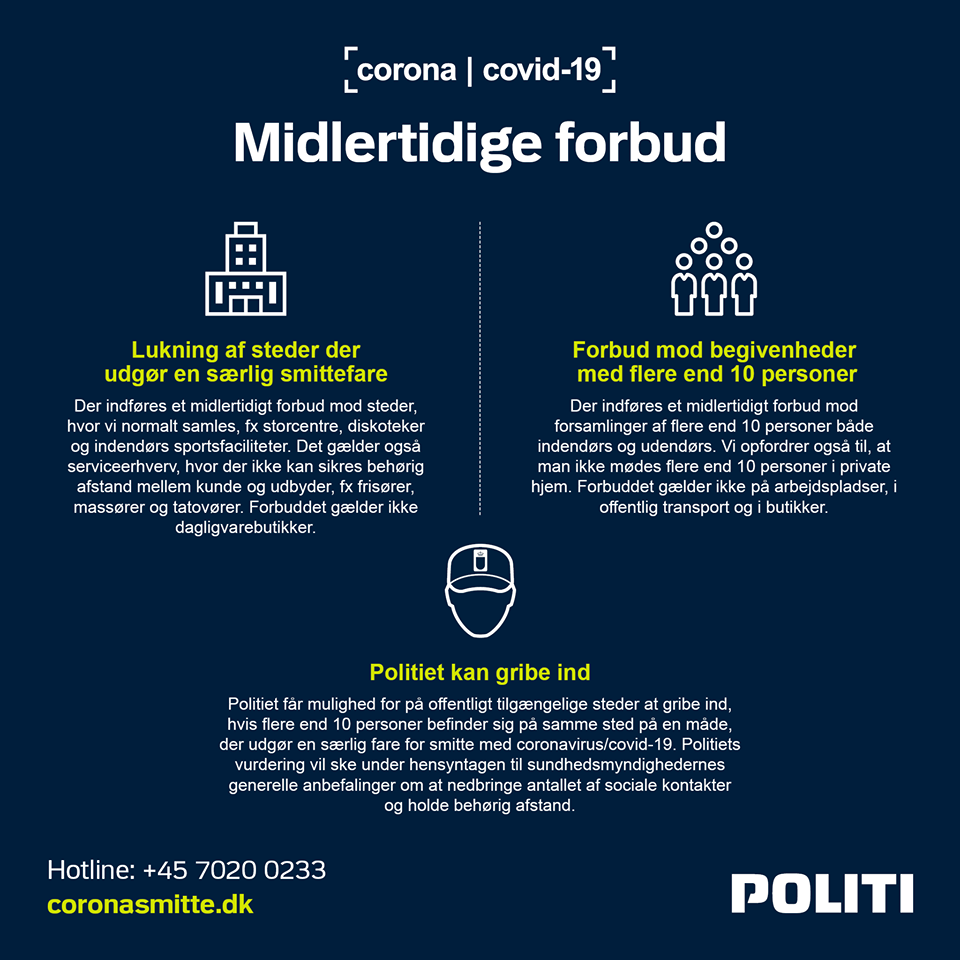 corona | covid-19
Midlertidige forbud
Lukning af steder der
udgør en særlig smittefare
Der indføres et midlertidigt forbud mod steder,
hvor vi normalt samles, fx storcentre, diskoteker
og indendørs sportsfaciliteter. Det gælder også
serviceerhverv, hvor der ikke kan sikres behørig
afstand mellem kunde og udbyder, fx frisører,
massører og tatovører. Forbuddet gælder ikke
dagligvarebutikker.
Forbud mod begivenheder
med flere end 10 personer
Der indføres et midlertidigt forbud mod
forsamlinger af flere end 10 personer både
indendørs og udendørs. Vi opfordrer også til, at
man ikke mødes flere end 10 personer i private
hjem. Forbuddet gælder ikke på arbejdspladser, i
offentlig transport og i butikker.
Politiet kan gribe ind
Politiet får mulighed for på offentligt tilgængelige steder at gribe ind,
hvis flere end 10 personer befinder sig på samme sted på en måde,
der udgør en særlig fare for smitte med coronavirus/covid-19. Politiets
vurdering vil ske under hensyntagen til sundhedsmyndighedernes
generelle anbefalinger om at nedbringe antallet af sociale kontakter
og holde behørig afstand.
Hotline: +45 7020 0233
coronasmitte.dk
POLITI